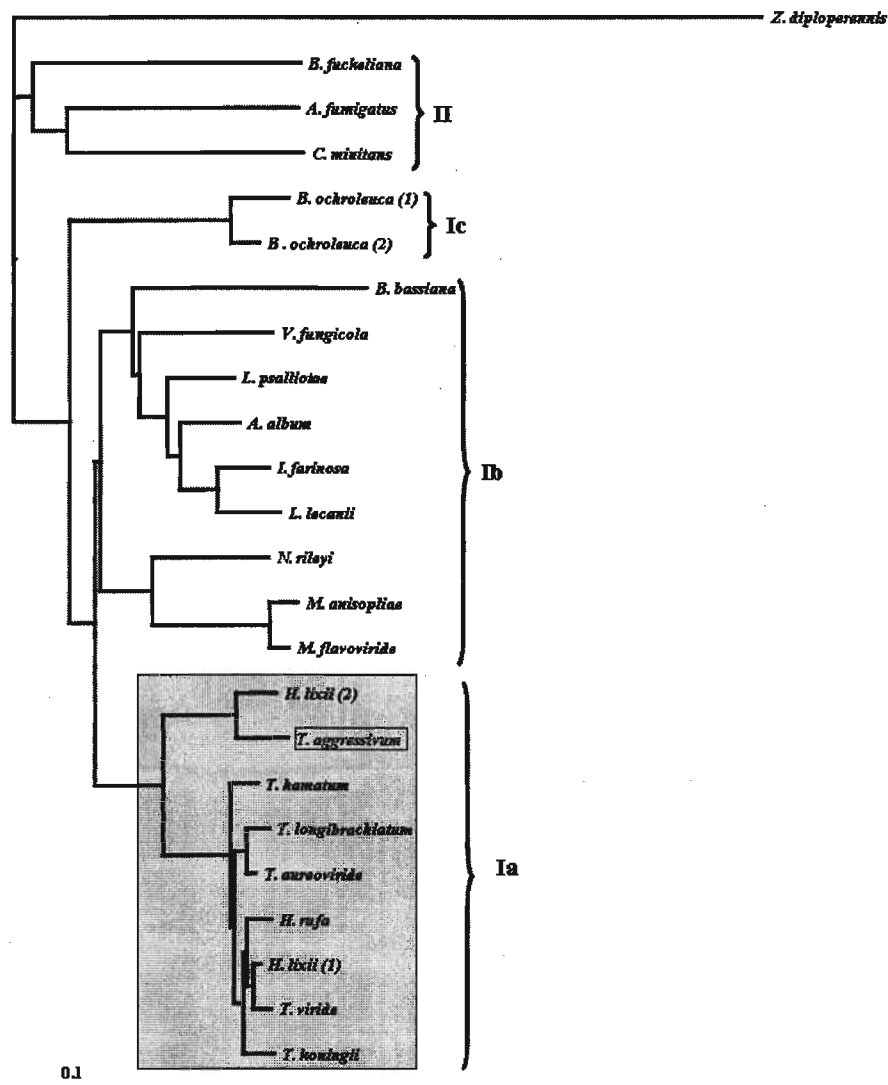 Z. diploperennis
B. fuckeliana
A. fumigatus
II
C. minitans
B. ochroleuca (1)
Ic
B . ochroleuca (2)
B. bassiana
V. fungicola
L. psalliotae
A. album
I. farinosa
Ib
L. lecanii
N. rileyi
M. anisopliae
M. flavoviride
H. lixii (2)
T. aggressivum
T. hamatum
T. longibrachiatum
Ia
T. aureoviride
H. rufa
H. lixii (1)
T. viride
T. koningii
0.1